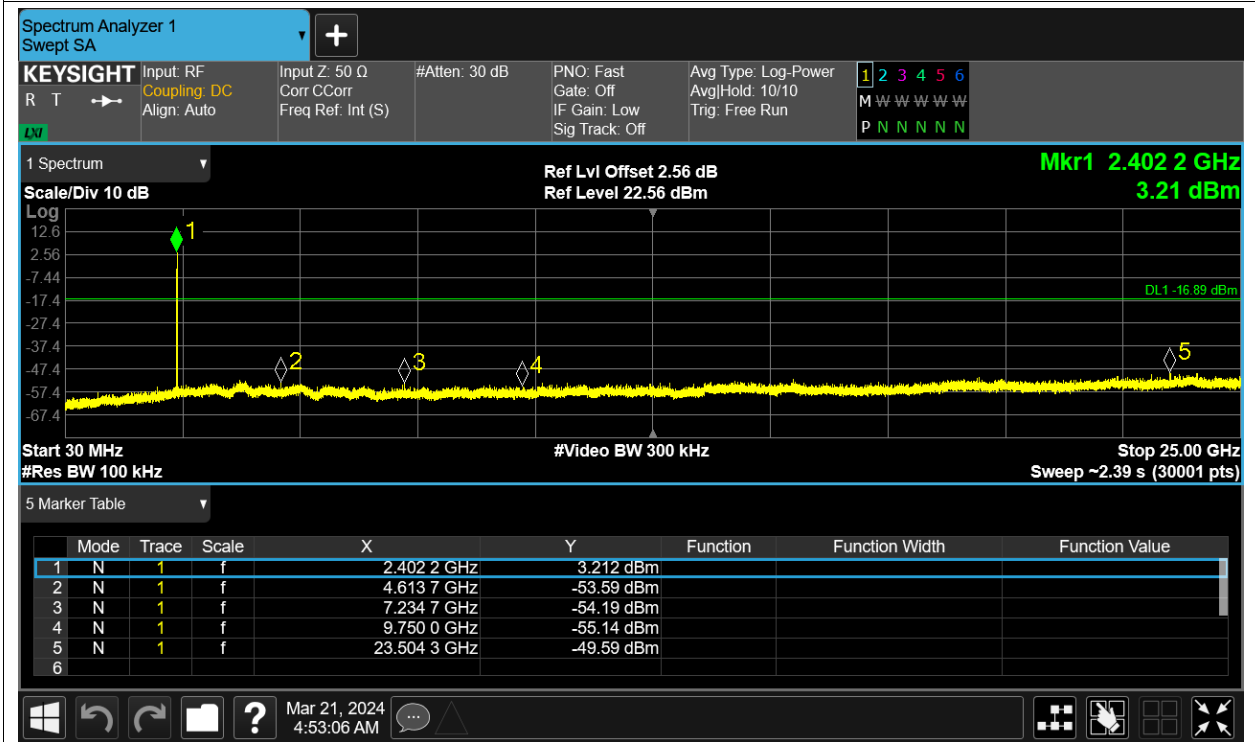 Spectrum Analyzer 1
Swept SA
KEYSIGHT Input: RF Input Z: 50 Ω #Atten: 30 dB PNO: Fast Avg Type: Log-Power 1 2 3 4 5 6
R T Coupling: DC Corr CCorr Gate: Off Avg|Hold: 10/10 M W W W W W
Align: Auto Freq Ref: Int (S) IF Gain: Low Trig: Free Run
LXI Sig Track: Off P N N N N N
1 Spectrum Ref Lvl Offset 2.56 dB Mkr1 2.402 2 GHz
Scale/Div 10 dB Ref Level 22.56 dBm 3.21 dBm
Log
12.6 1
2.56
-7.44
-17.4 DL1 -16.89 dBm
-27.4
-37.4
-47.4 2 3 4 5
-57.4
-67.4
Start 30 MHz #Video BW 300 kHz Stop 25.00 GHz
#Res BW 100 kHz Sweep ~2.39 s (30001 pts)
5 Marker Table
Mode Trace Scale X Y Function Function Width Function Value
1 N 1 f 2.402 2 GHz 3.212 dBm
2 N 1 f 4.613 7 GHz -53.59 dBm
3 N 1 f 7.234 7 GHz -54.19 dBm
4 N 1 f 9.750 0 GHz -55.14 dBm
5 N 1 f 23.504 3 GHz -49.59 dBm
6
? Mar 21, 2024
4:53:06 AM